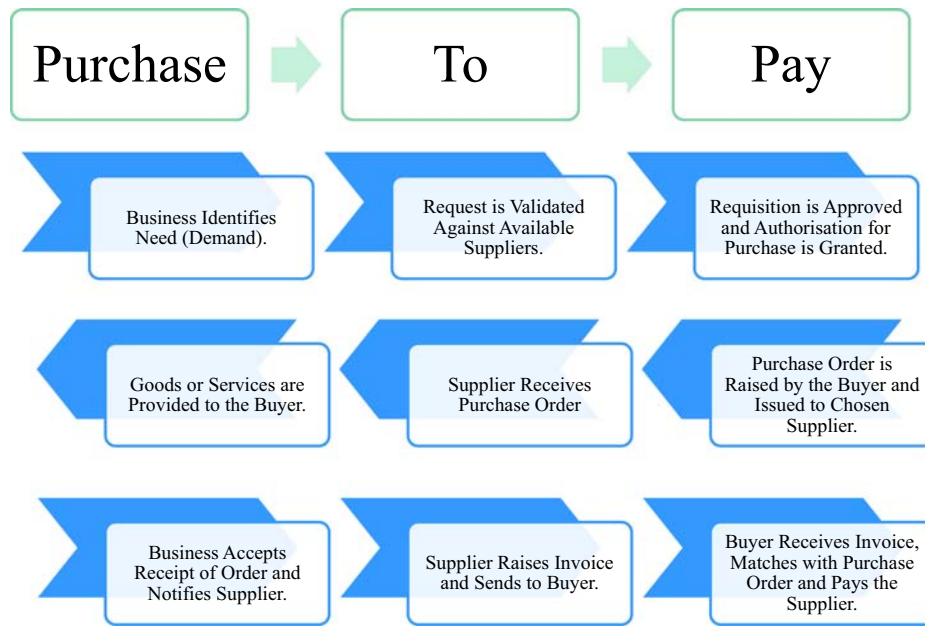 Purchase
To
Pay
Business Identifies
Need (Demand).
Request is Validated
Against Available
Suppliers.
Requisition is Approved
and Authorisation for
Purchase is Granted.
Goods or Services are
Provided to the Buyer.
Supplier Receives
Purchase Order
Purchase Order is
Raised by the Buyer and
Issued to Chosen
Supplier.
Business Accepts
Receipt of Order and
Notifies Supplier.
Supplier Raises Invoice
and Sends to Buyer.
Buyer Receives Invoice,
Matches with Purchase
Order and Pays the
Supplier.